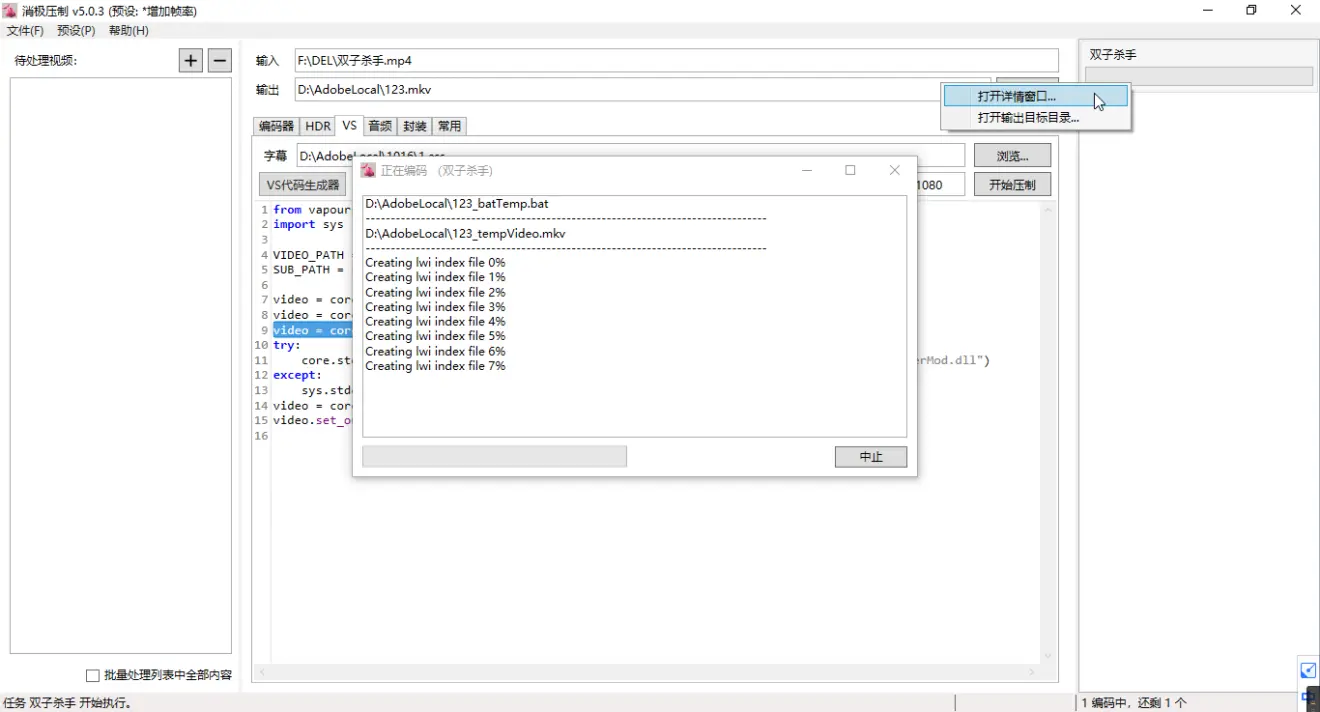 消极压制 v5.0.3 (预设: *增加帧率)
文件(F) 预设(P) 帮助(H)
待处理视频:
输入 F:\DEL\双子杀手.mp4
输出 D:\AdobeLocal\123.mkv
双子杀手
打开详情窗口...
打开输出目标目录...
编码器 HDR VS 音频 封装 常用
字幕 D:\AdobeLocal\1016\1.ass 浏览...
VS代码生成器 1080 开始压制
正在编码 (双子杀手)
D:\AdobeLocal\123_batTemp.bat
--------------------------------------------------------------------------------
D:\AdobeLocal\123_tempVideo.mkv
--------------------------------------------------------------------------------
Creating lwi index file 0%
Creating lwi index file 1%
Creating lwi index file 2%
Creating lwi index file 3%
Creating lwi index file 4%
Creating lwi index file 5%
Creating lwi index file 6%
Creating lwi index file 7%
中止
1 from vapour
2 import sys
3
4 VIDEO_PATH
5 SUB_PATH =
6
7 video = core
8 video = core
9 video = core
10 try:
11 core.std erMod.dll")
12 except:
13 sys.stde
14 video = core
15 video.set_o
16
批量处理列表中全部内容
任务 双子杀手 开始执行。
1 编码中，还剩 1 个